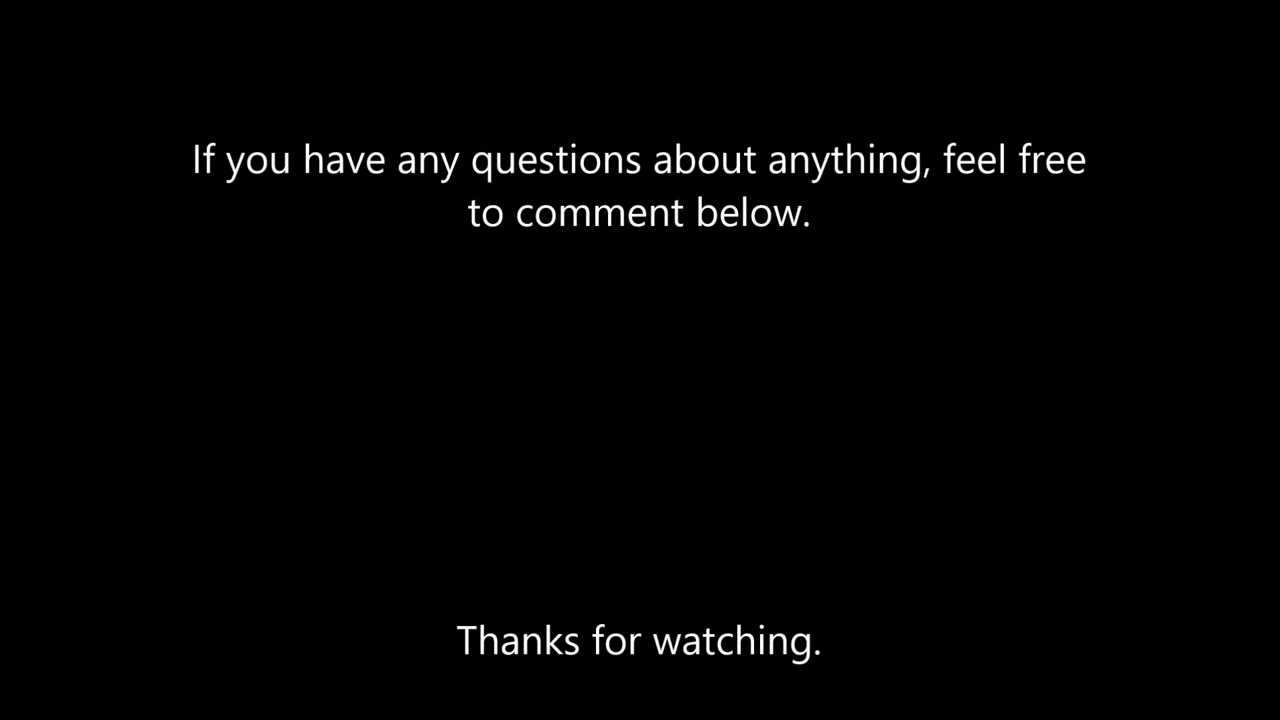 If you have any questions about anything, feel free
to comment below.
Thanks for watching.